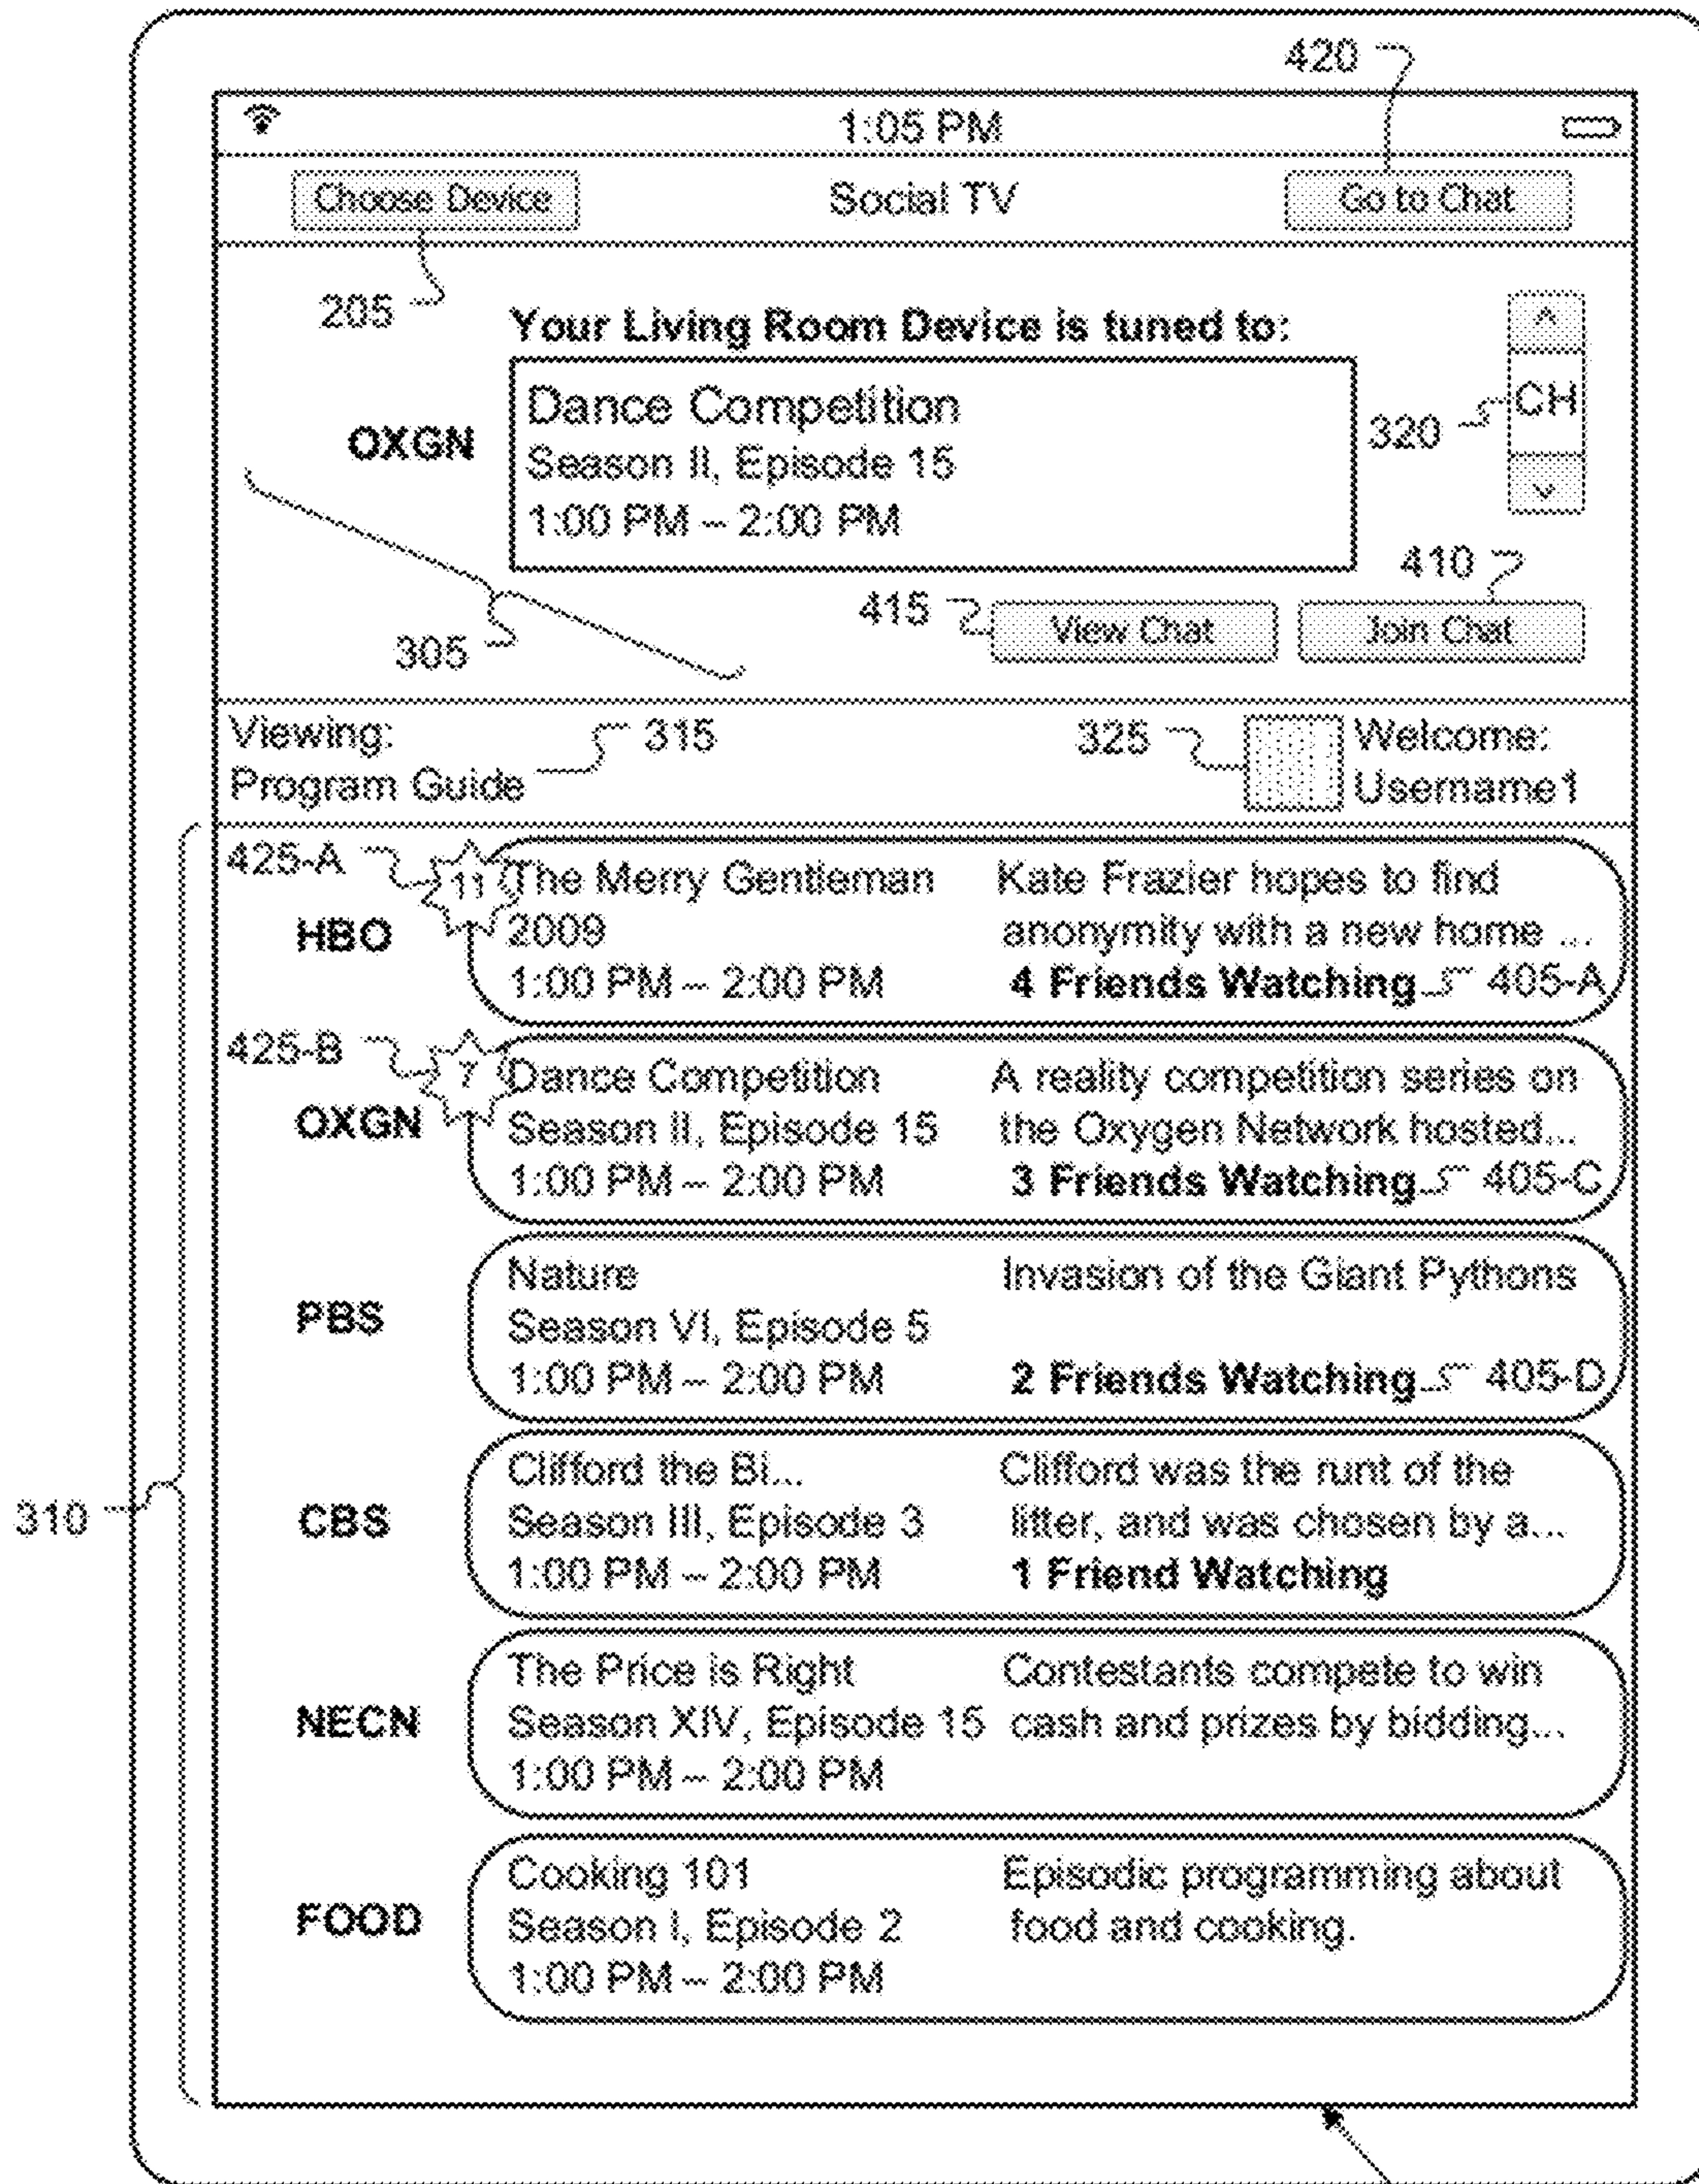 420
1:05 PM
Choose Device Social TV Go to Chat
205
Your Living Room Device is tuned to:
OXGN
Dance Competition
Season II, Episode 15
1:00 PM – 2:00 PM
CH
320
410
415 View Chat Join Chat
305
Viewing:
Program Guide
315
325
Welcome:
Username1
310
425-A 11 The Merry Gentleman Kate Frazier hopes to find
HBO 2009 anonymity with a new home ...
1:00 PM – 2:00 PM 4 Friends Watching 405-A
425-B 7 Dance Competition A reality competition series on
OXGN Season II, Episode 15 the Oxygen Network hosted...
1:00 PM – 2:00 PM 3 Friends Watching 405-C
Nature Invasion of the Giant Pythons
PBS Season VI, Episode 5
1:00 PM – 2:00 PM 2 Friends Watching 405-D
Clifford the Bi... Clifford was the runt of the
CBS Season III, Episode 3 litter, and was chosen by a...
1:00 PM – 2:00 PM 1 Friend Watching
The Price is Right Contestants compete to win
NECN Season XIV, Episode 15 cash and prizes by bidding...
1:00 PM – 2:00 PM
Cooking 101 Episodic programming about
FOOD Season I, Episode 2 food and cooking.
1:00 PM – 2:00 PM